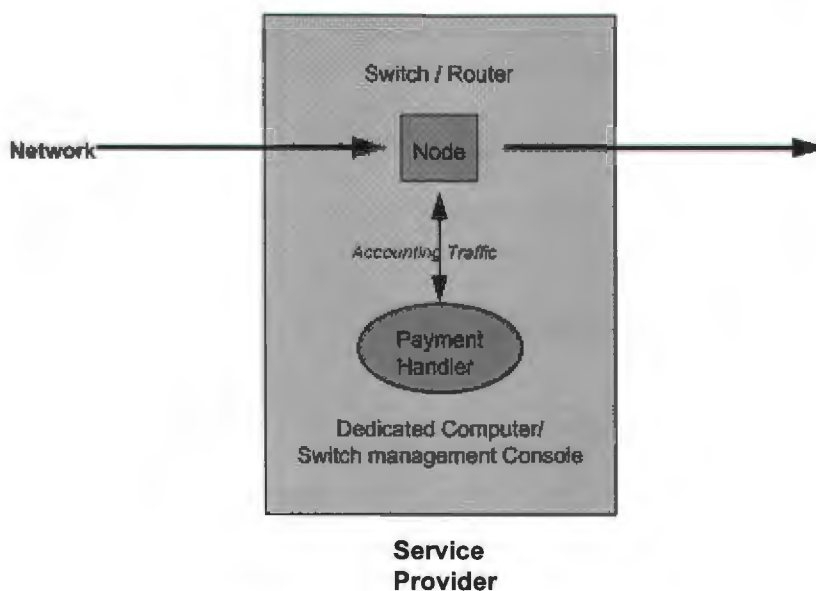 Switch / Router
Network
Node
Accounting Traffic
Payment
Handler
Dedicated Computer/
Switch management Console
Service
Provider